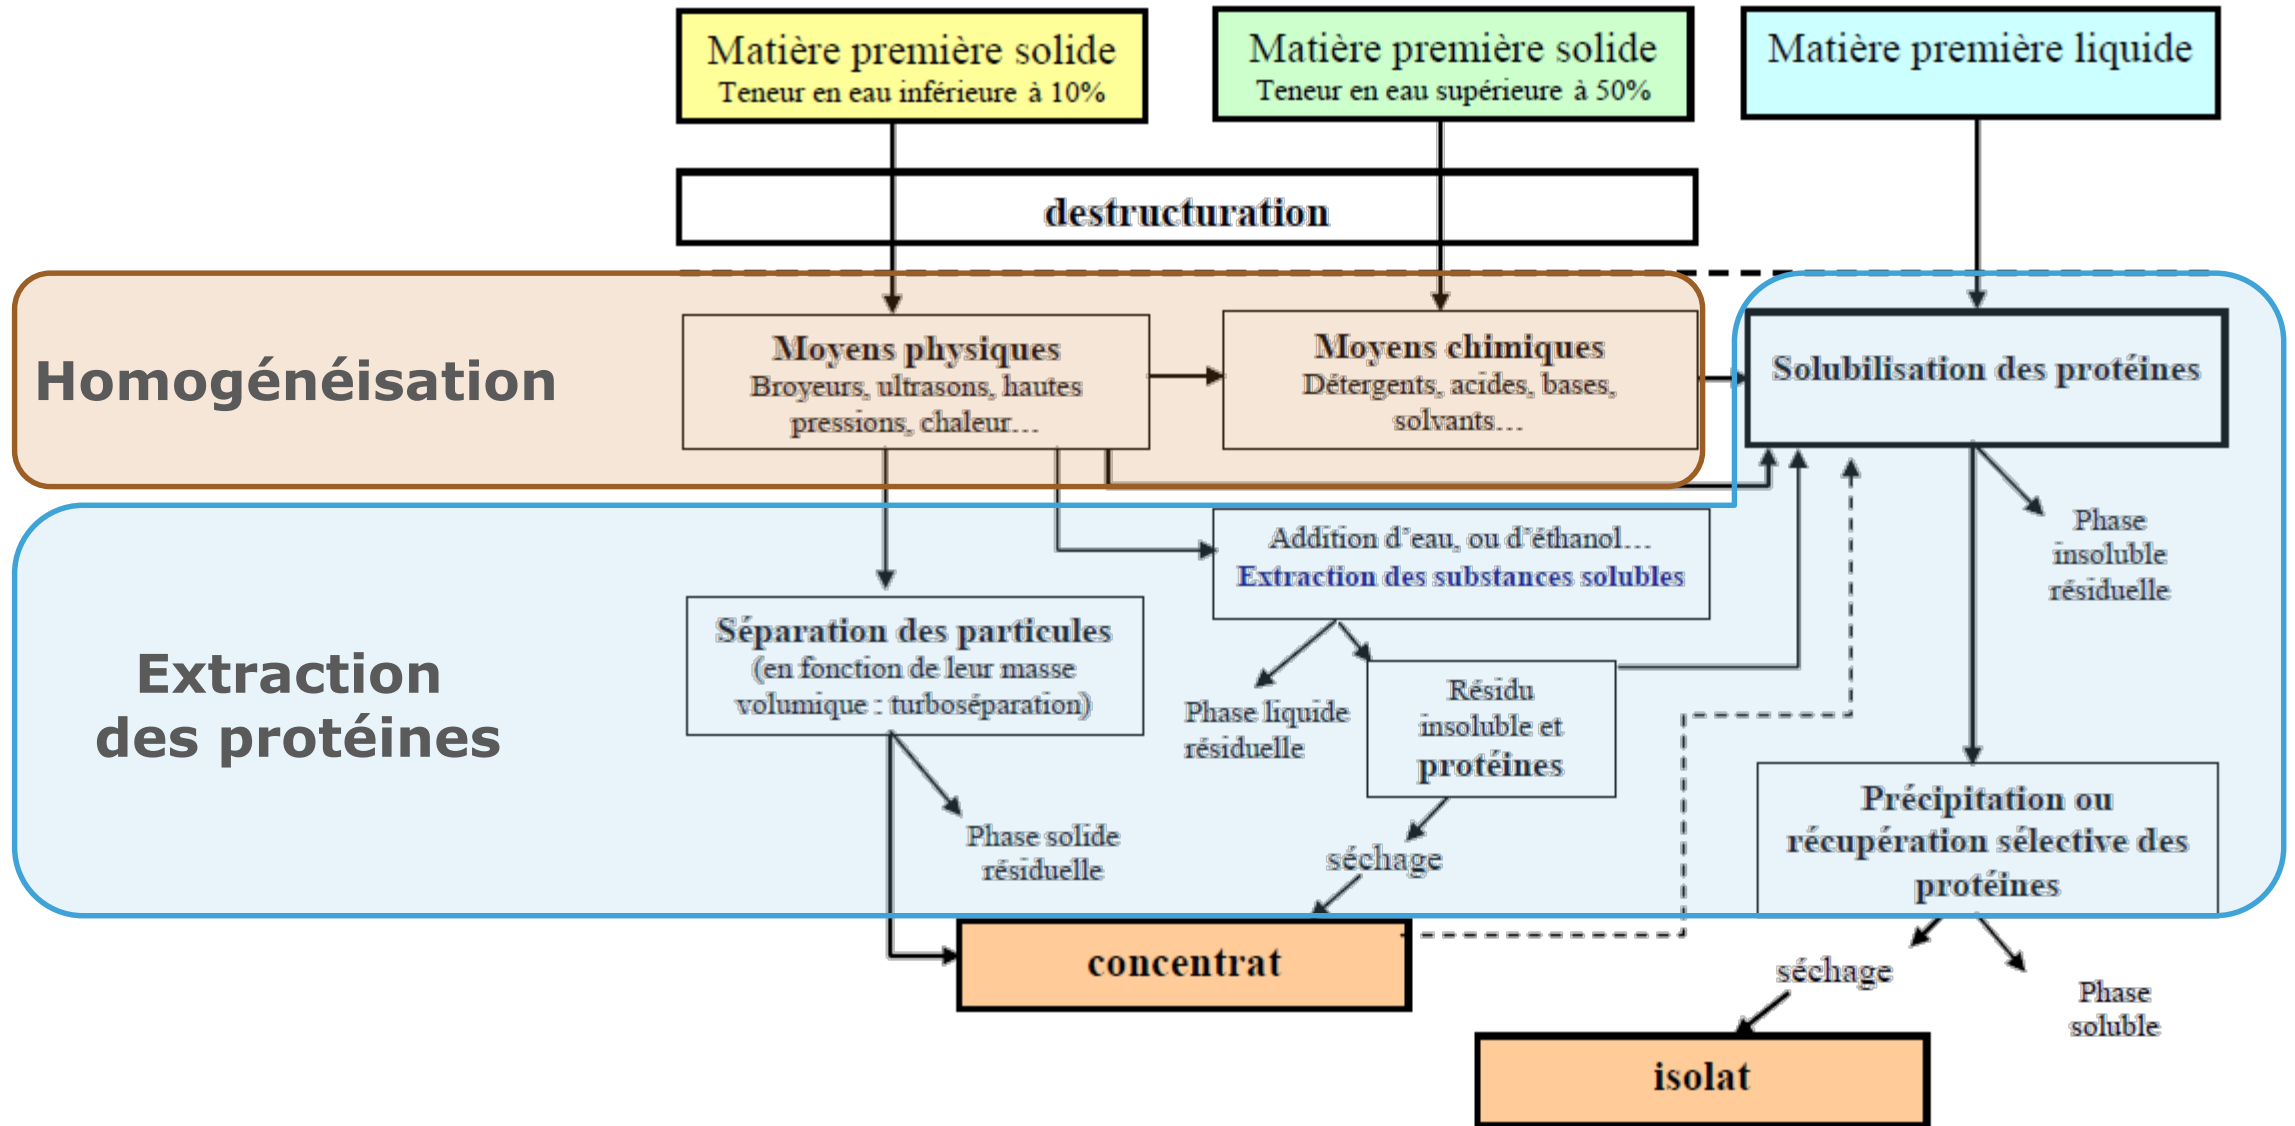 Matière première solide
Teneur en eau inférieure à 10%
Matière première solide
Teneur en eau supérieure à 50%
Matière première liquide
destructuration
Homogénéisation
Moyens physiques
Broyeurs, ultrasons, hautes
pressions, chaleur…
Moyens chimiques
Détergents, acides, bases,
solvants…
Solubilisation des protéines
Extraction
des protéines
Séparation des particules
(en fonction de leur masse
volumique : turboséparation)
Phase solide
résiduelle
Addition d'eau, ou d'éthanol…
Extraction des substances solubles
Phase liquide
résiduelle
Résidu
insoluble et
protéines
séchage
Phase
insoluble
résiduelle
Précipitation ou
récupération sélective des
protéines
concentrat
séchage
Phase
soluble
isolat